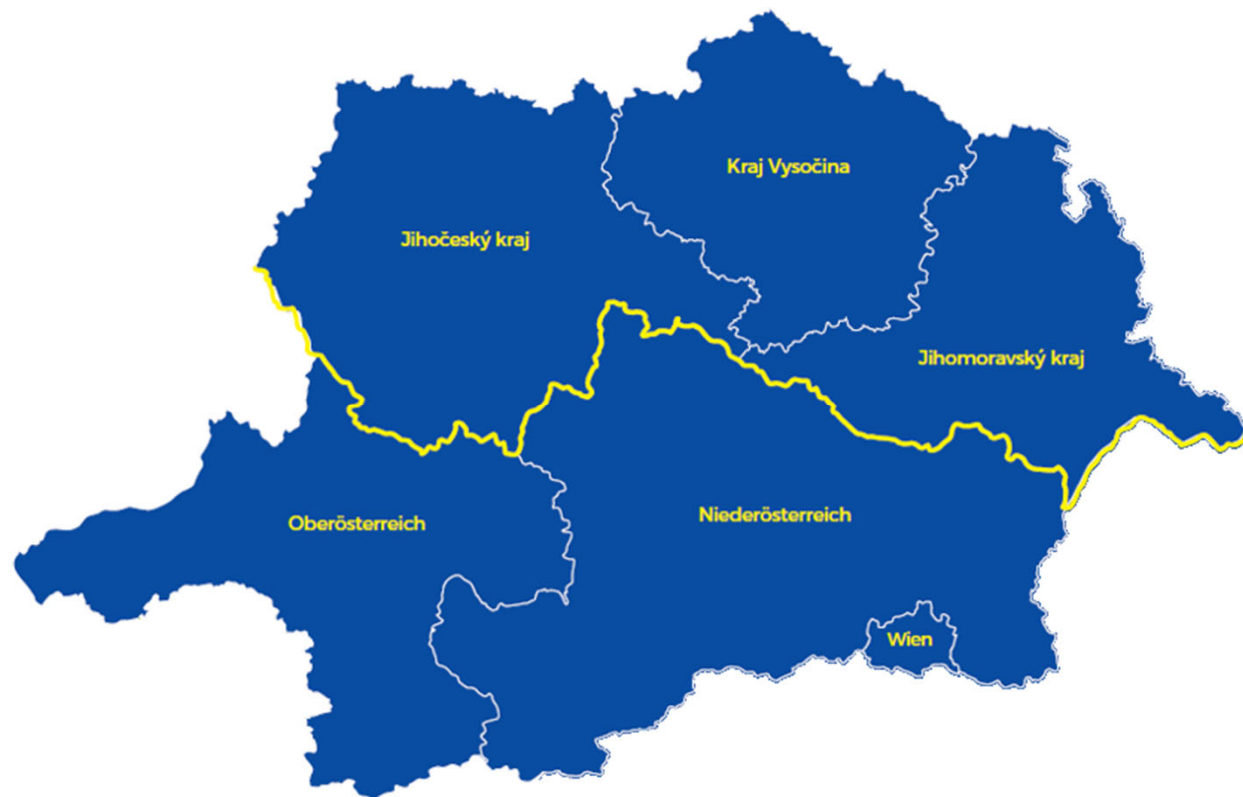 Kraj Vysočina
Jihočeský kraj
Jihomoravský kraj
Oberösterreich
Niederösterreich
Wien